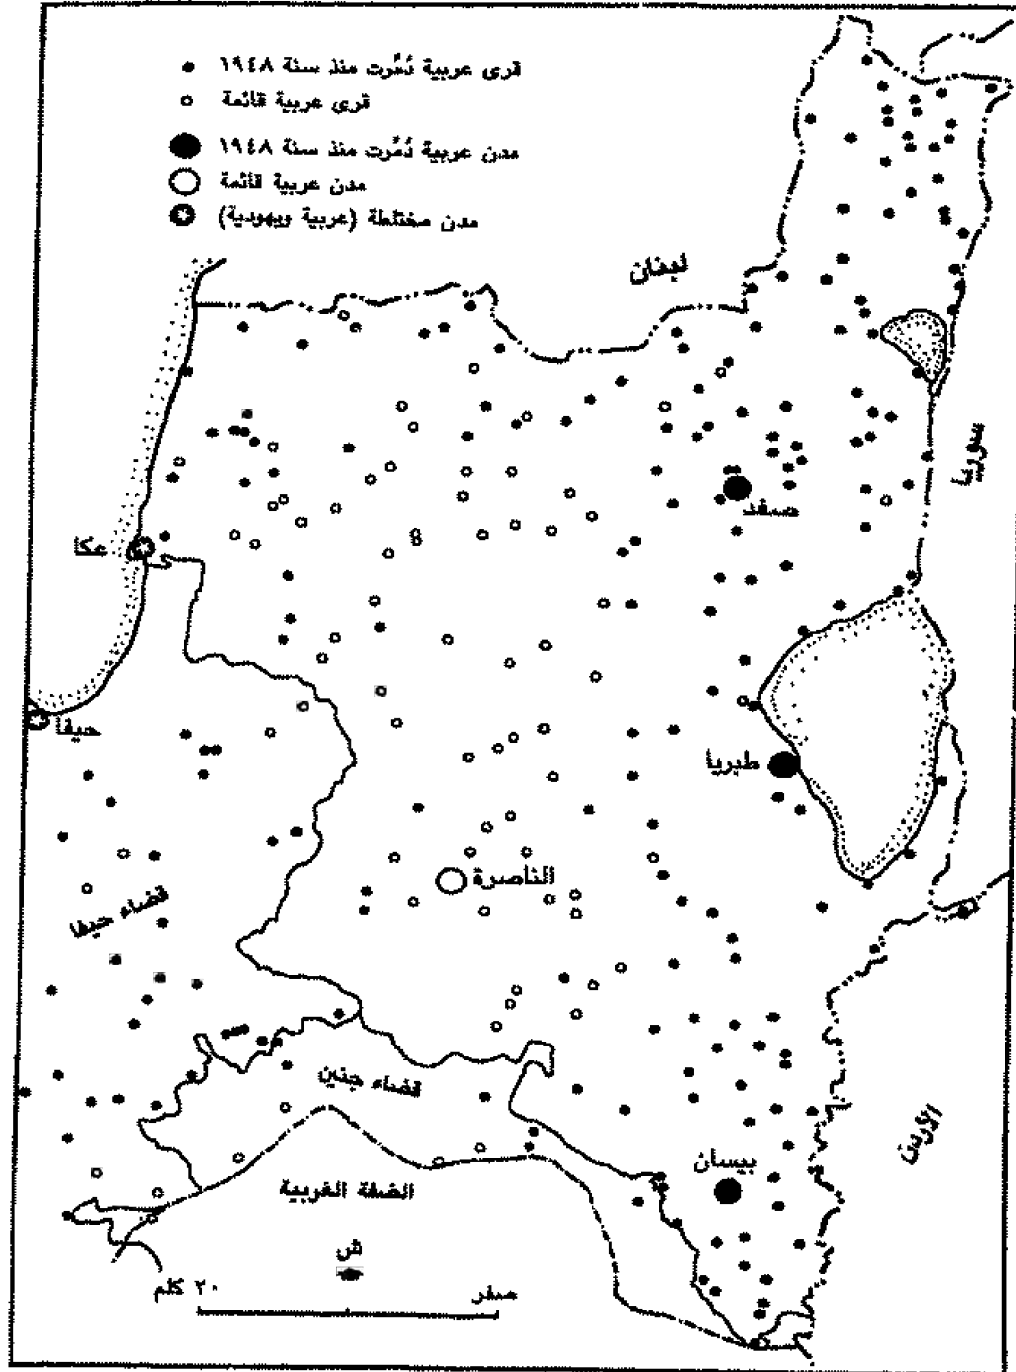 قرى عربية دُمِّرت منذ سنة ١٩٤٨
قرى عربية قائمة
مدن عربية دُمِّرت منذ سنة ١٩٤٨
مدن عربية قائمة
مدن مختلطة (عربية ويهودية)
لبنان
سوريا
صفد
عكا
حيفا
طبريا
الناصرة
قضاء حيفا
قضاء جنين
الأردن
بيسان
الضفة الغربية
ش
صفر ٢٠ كلم